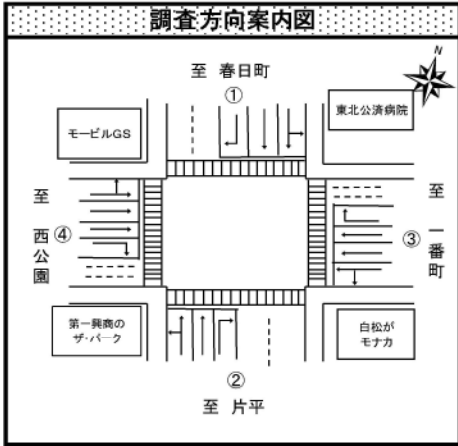 調査方向案内図
至 春日町
①
N
モービルGS
東北公済病院
至 西公園
④
至 一番町
③
第一興商の
ザ・パーク
白松が
モナカ
②
至 片平